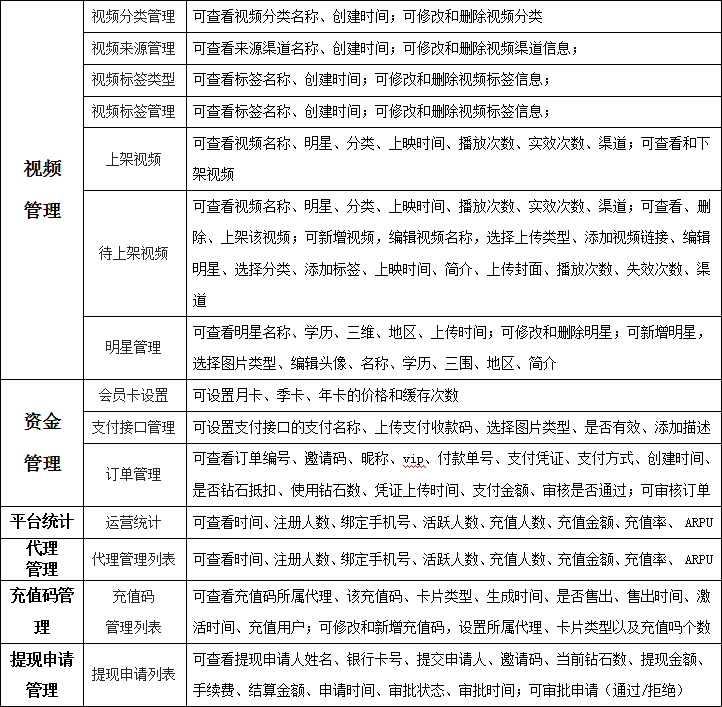 视频
管理
视频分类管理
可查看视频分类名称、创建时间；可修改和删除视频分类
视频来源管理
可查看来源渠道名称、创建时间；可修改和删除视频渠道信息；
视频标签类型
可查看标签名称、创建时间；可修改和删除视频标签信息；
视频标签管理
可查看标签名称、创建时间；可修改和删除视频标签信息；
上架视频
可查看视频名称、明星、分类、上映时间、播放次数、实效次数、渠道；可查看和下
架视频
待上架视频
可查看视频名称、明星、分类、上映时间、播放次数、实效次数、渠道；可查看、删
除、上架该视频；可新增视频，编辑视频名称，选择上传类型、添加视频链接、编辑
明星、选择分类、添加标签、上映时间、简介、上传封面、播放次数、失效次数、渠
道
明星管理
可查看明星名称、学历、三维、地区、上传时间；可修改和删除明星；可新增明星，
选择图片类型、编辑头像、名称、学历、三围、地区、简介
资金
管理
会员卡设置
可设置月卡、季卡、年卡的价格和缓存次数
支付接口管理
可设置支付接口的支付名称、上传支付收款码、选择图片类型、是否有效、添加描述
订单管理
可查看订单编号、邀请码、昵称、vip、付款单号、支付凭证、支付方式、创建时间、
是否钻石抵扣、使用钻石数、凭证上传时间、支付金额、审核是否通过；可审核订单
平台统计
运营统计
可查看时间、注册人数、绑定手机号、活跃人数、充值人数、充值金额、充值率、 ARPU
代理
管理
代理管理列表
可查看时间、注册人数、绑定手机号、活跃人数、充值人数、充值金额、充值率、 ARPU
充值码管
理
充值码
管理列表
可查看充值码所属代理、该充值码、卡片类型、生成时间、是否售出、售出时间、激
活时间、充值用户；可修改和新增充值码，设置所属代理、卡片类型以及充值吗个数
提现申请
管理
提现申请列表
可查看提现申请人姓名、银行卡号、提交申请人、邀请码、当前钻石数、提现金额、
手续费、结算金额、申请时间、审批状态、审批时间；可审批申请（通过/拒绝）